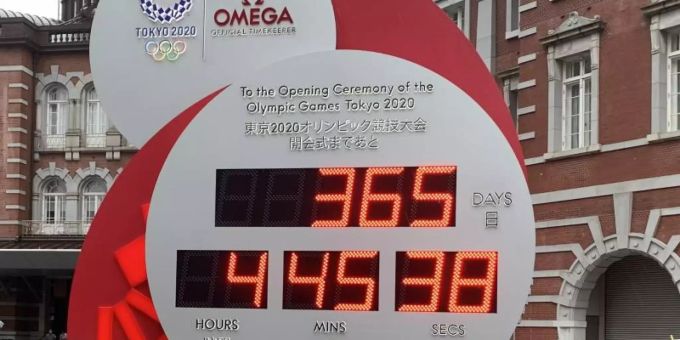 TOKYO 2020
OMEGA
OFFICIAL TIMEKEEPER
To the Opening Ceremony of the
Olympic Games Tokyo 2020
東京2020オリンピック競技大会
開会式まであと
365 DAYS
日
4 45 38
HOURS MINS SECS